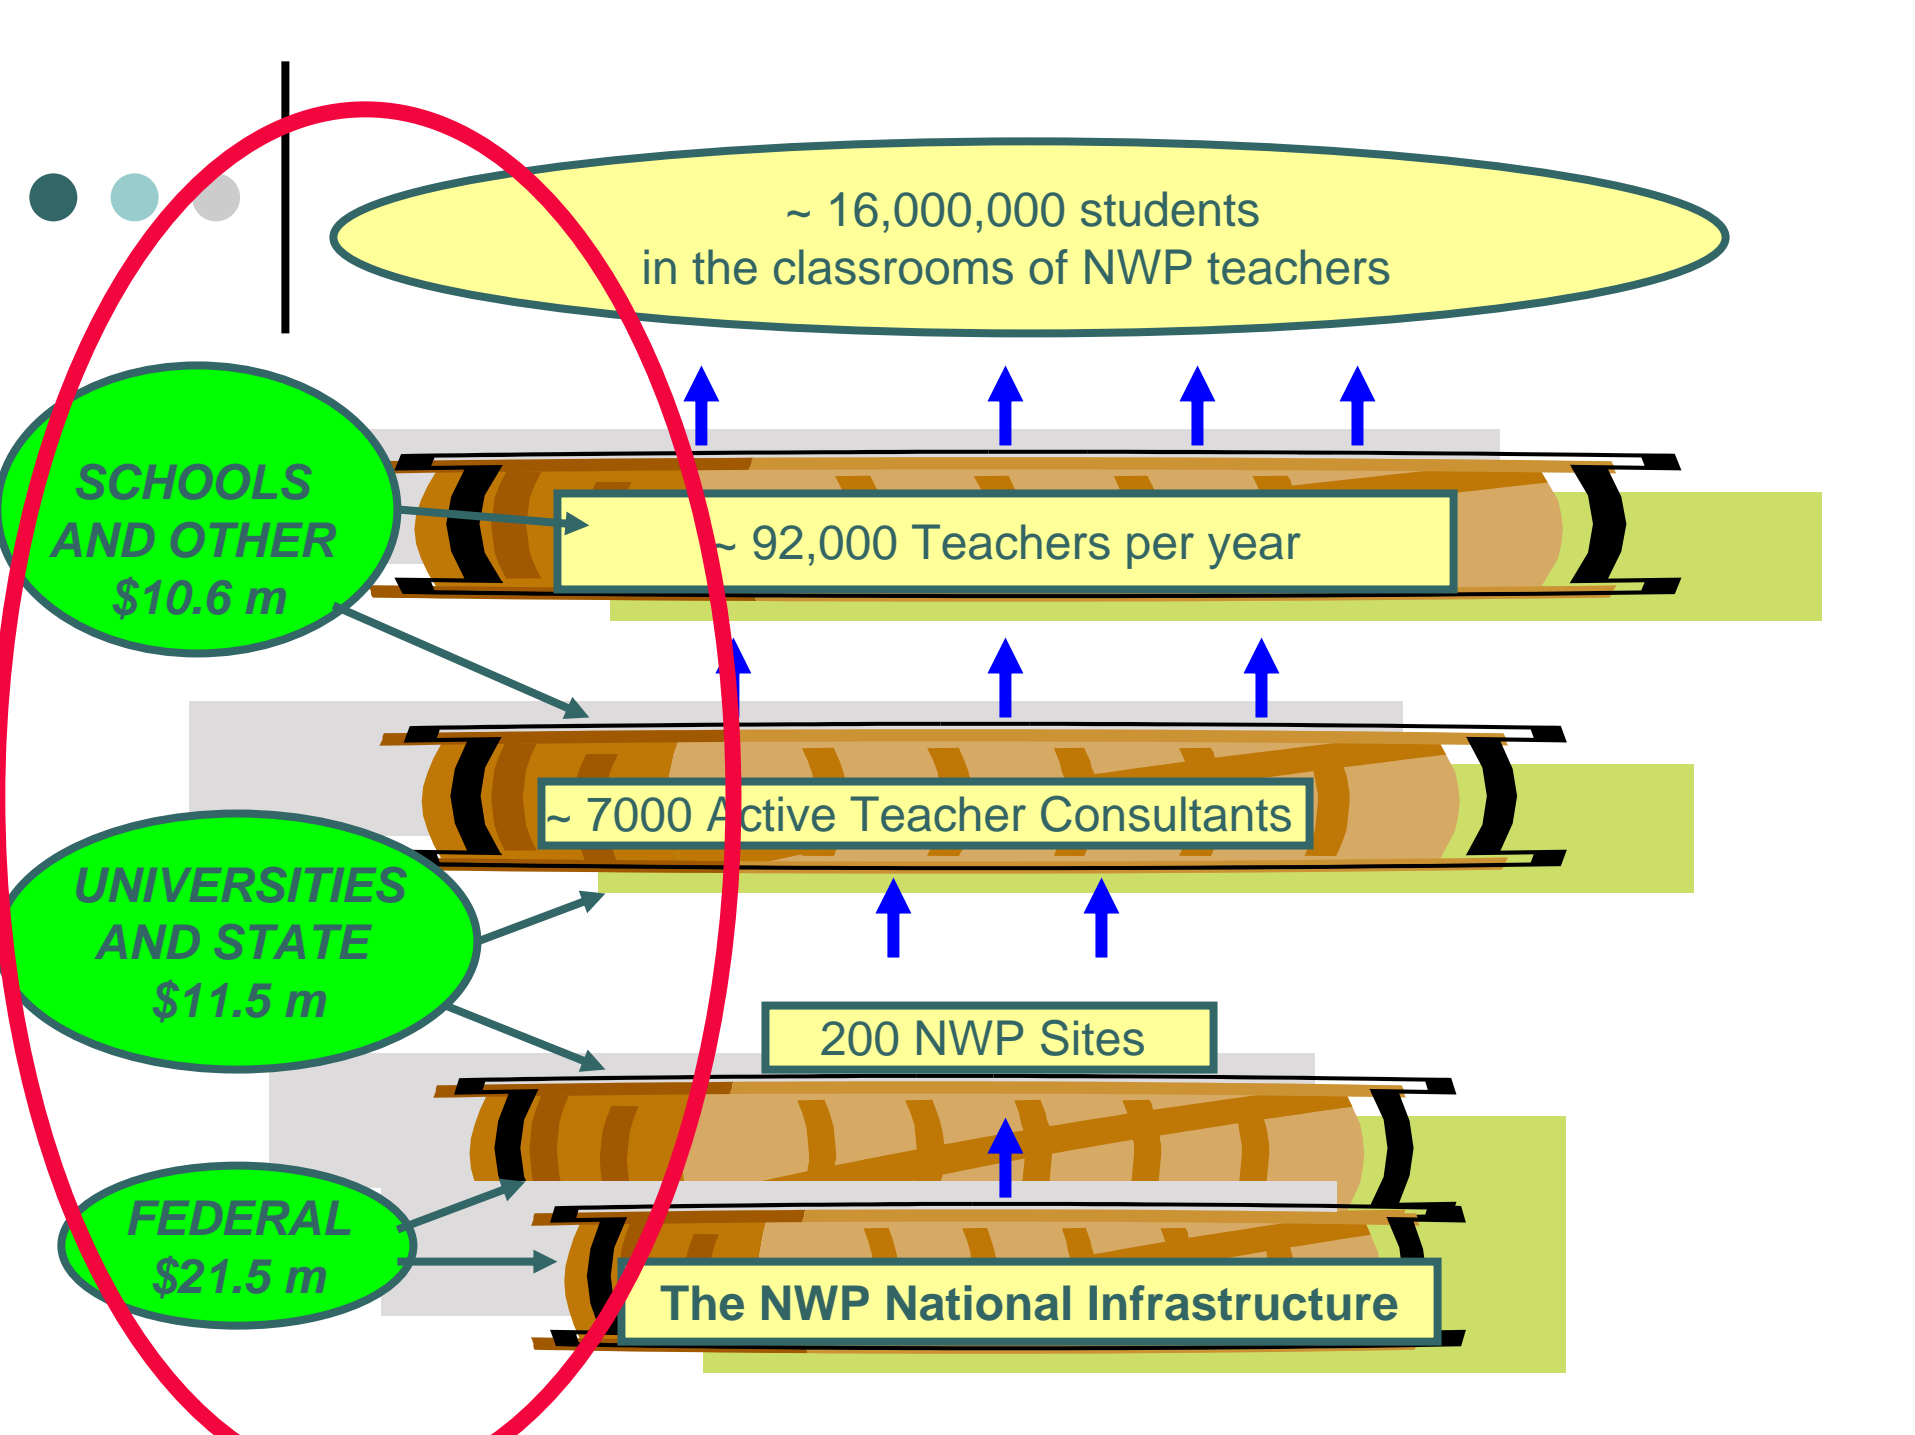 ~ 16,000,000 students
in the classrooms of NWP teachers
SCHOOLS
AND OTHER
$10.6 m
~ 92,000 Teachers per year
~ 7000 Active Teacher Consultants
UNIVERSITIES
AND STATE
$11.5 m
200 NWP Sites
FEDERAL
$21.5 m
The NWP National Infrastructure